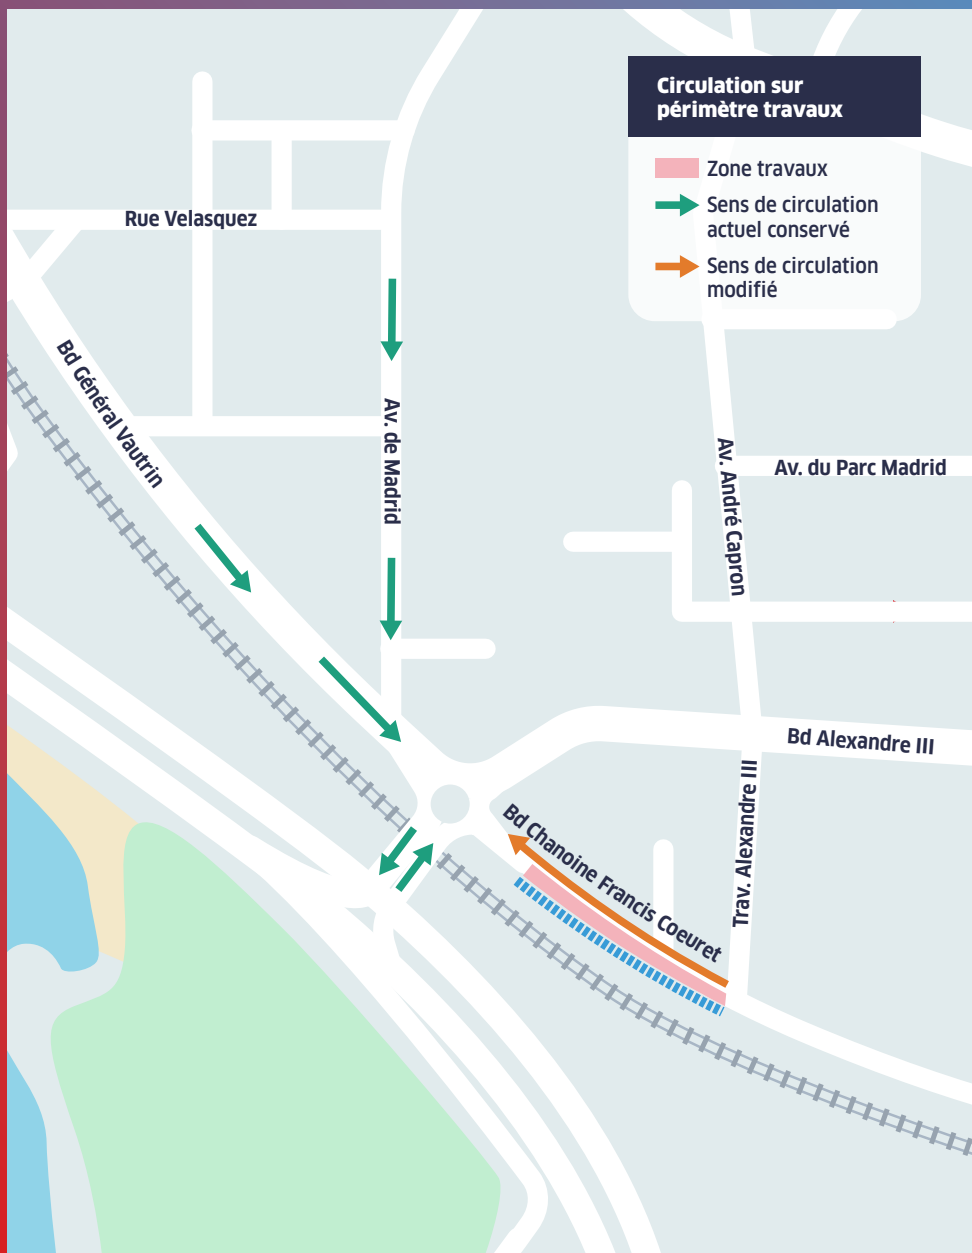 Circulation sur
périmètre travaux
Zone travaux
Sens de circulation
actuel conservé
Sens de circulation
modifié
Rue Velasquez
Bd Général Vautrin
Av. de Madrid
Av. André Capron
Av. du Parc Madrid
Bd Alexandre III
Trav. Alexandre III
Bd Chanoine Francis Coeuret